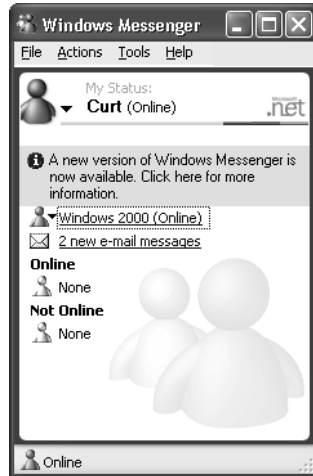 Windows Messenger
File Actions Tools Help
My Status:
Curt (Online)
Microsoft
.net
A new version of Windows Messenger is
now available. Click here for more
information.
Windows 2000 (Online)
2 new e-mail messages
Online
None
Not Online
None
Online